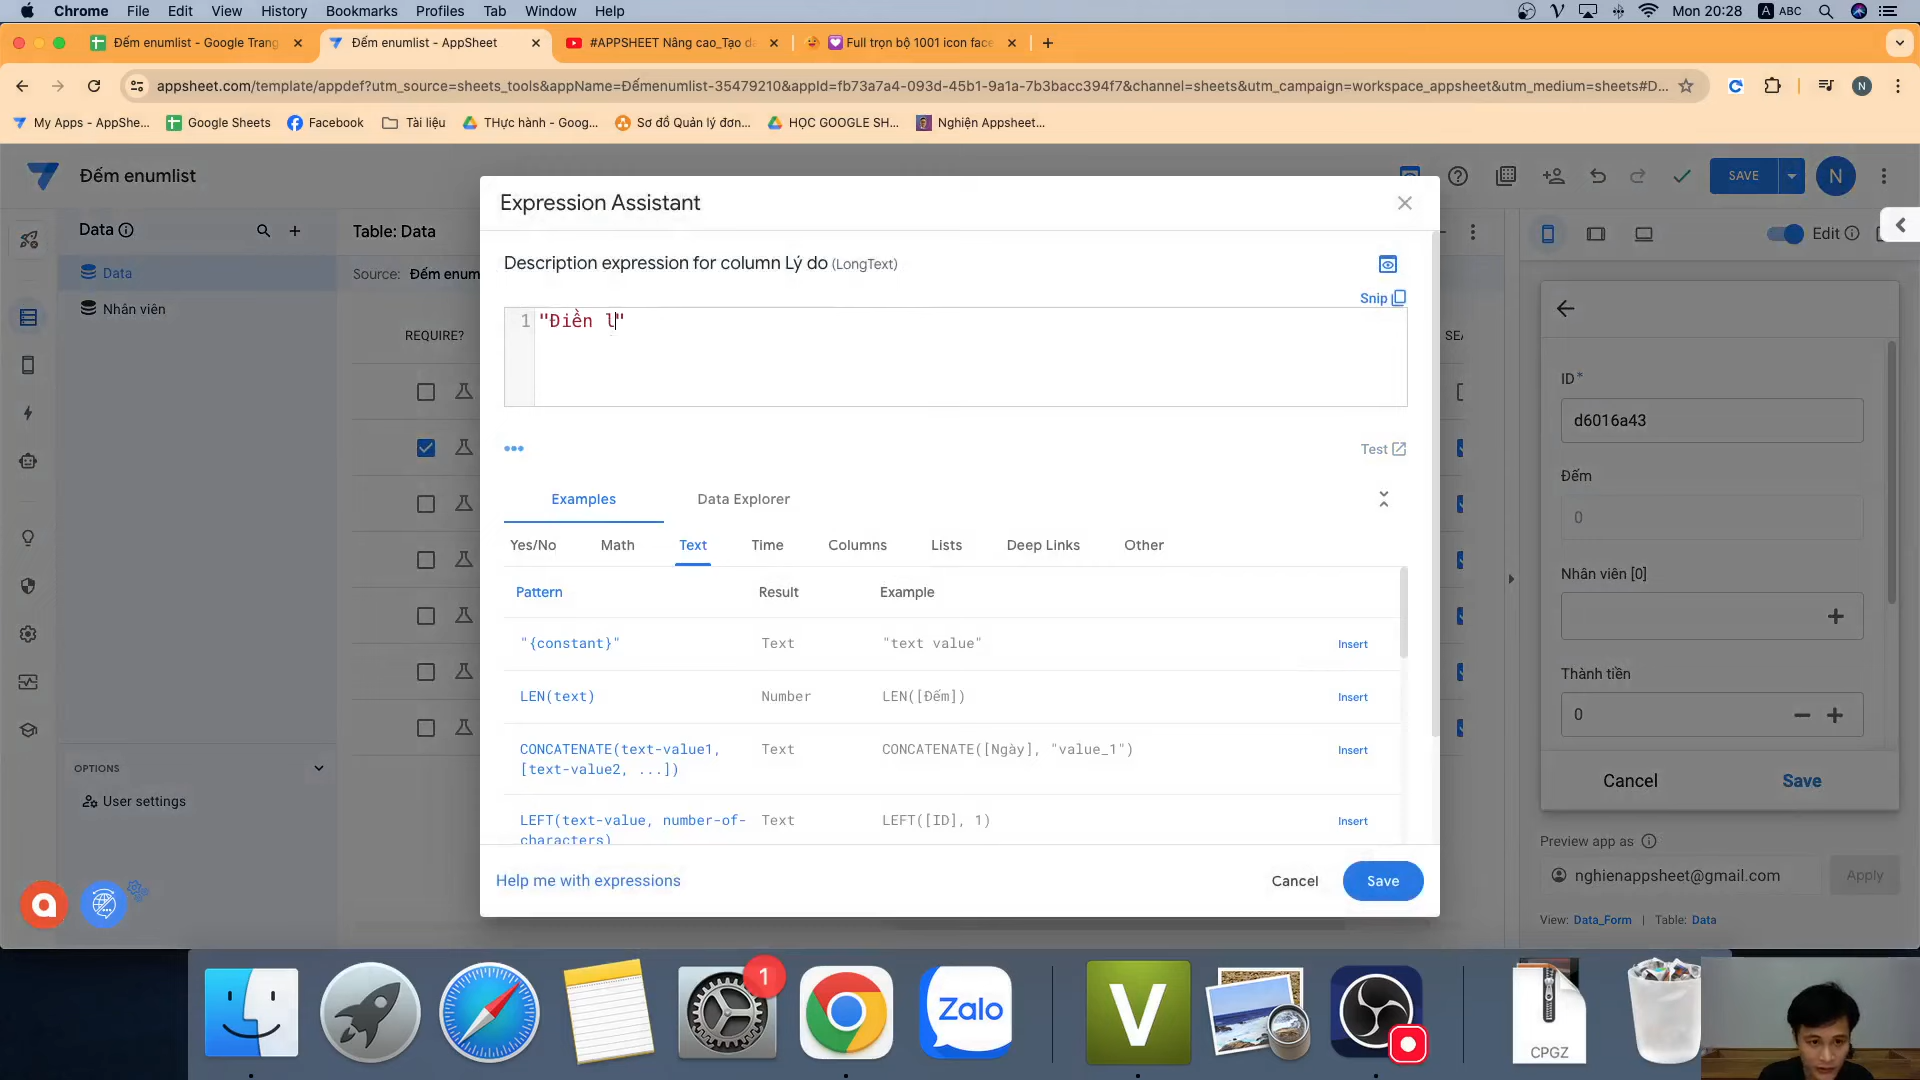 Chrome File Edit View History Bookmarks Profiles Tab Window Help Mon 20:28 A ABC
Đếm enumlist - Google Trang
Đếm enumlist - AppSheet
#APPSHEET Nâng cao_Tạo da
Full trọn bộ 1001 icon face
appsheet.com/template/appdef?utm_source=sheets_tools&appName=Đếmenumlist-35479210&appId=fb73a7a4-093d-45b1-9a1a-7b3bacc394f7&channel=sheets&utm_campaign=workspace_appsheet&utm_medium=sheets#D...
N
My Apps - AppShe...
Google Sheets
Facebook
Tài liệu
THực hành - Goog...
Sơ đồ Quản lý đơn...
HỌC GOOGLE SH...
Nghiện Appsheet...
Đếm enumlist
SAVE
N
Data
Data
Nhân viên
OPTIONS
User settings
Table: Data
Source: Đếm enum
REQUIRE?
SEA
Expression Assistant
Description expression for column Lý do (LongText)
Snip
1 "Điền l"
Test
Examples
Data Explorer
Yes/No Math Text Time Columns Lists Deep Links Other
Pattern Result Example
"{constant}" Text "text value" Insert
LEN(text) Number LEN([Đếm]) Insert
CONCATENATE(text-value1, Text CONCATENATE([Ngày], "value_1") Insert
[text-value2, ...])
LEFT(text-value, number-of- Text LEFT([ID], 1) Insert
characters)
Help me with expressions
Cancel
Save
Edit
ID*
d6016a43
Đếm
0
Nhân viên [0]
Thành tiền
0
Cancel
Save
Preview app as
nghienappsheet@gmail.com
Apply
View: Data_Form | Table: Data
1
Zalo
V
CPGZ